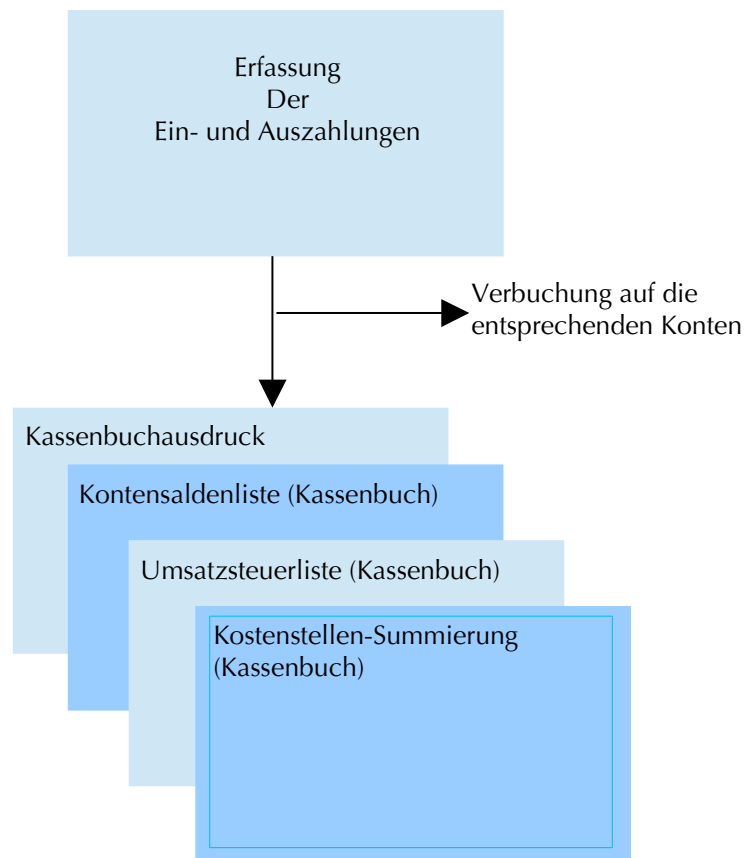 Erfassung
Der
Ein- und Auszahlungen
Verbuchung auf die
entsprechenden Konten
Kassenbuchausdruck
Kontensaldenliste (Kassenbuch)
Umsatzsteuerliste (Kassenbuch)
Kostenstellen-Summierung
(Kassenbuch)